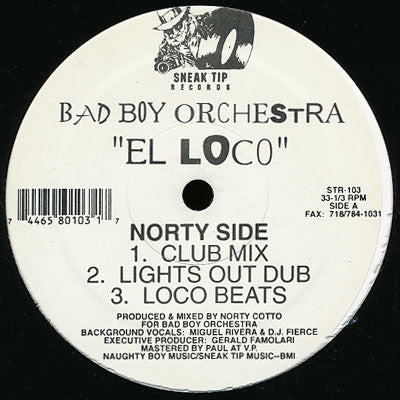 SNEAK TIP
RECORDS
BAD BOY ORCHESTRA
"EL LOCO"
STR-103
33-1/3 RPM
SIDE A
FAX: 718/784-1031
7 44658 01031 7
NORTY SIDE
1. CLUB MIX
2. LIGHTS OUT DUB
3. LOCO BEATS
PRODUCED & MIXED BY NORTY COTTO
FOR BAD BOY ORCHESTRA
BACKGROUND VOCALS: MIGUEL RIVERA & D.J. FIERCE
EXECUTIVE PRODUCER: GERALD FAMOLARI
MASTERED BY PAUL AT V.P.
NAUGHTY BOY MUSIC/SNEAK TIP MUSIC--BMI